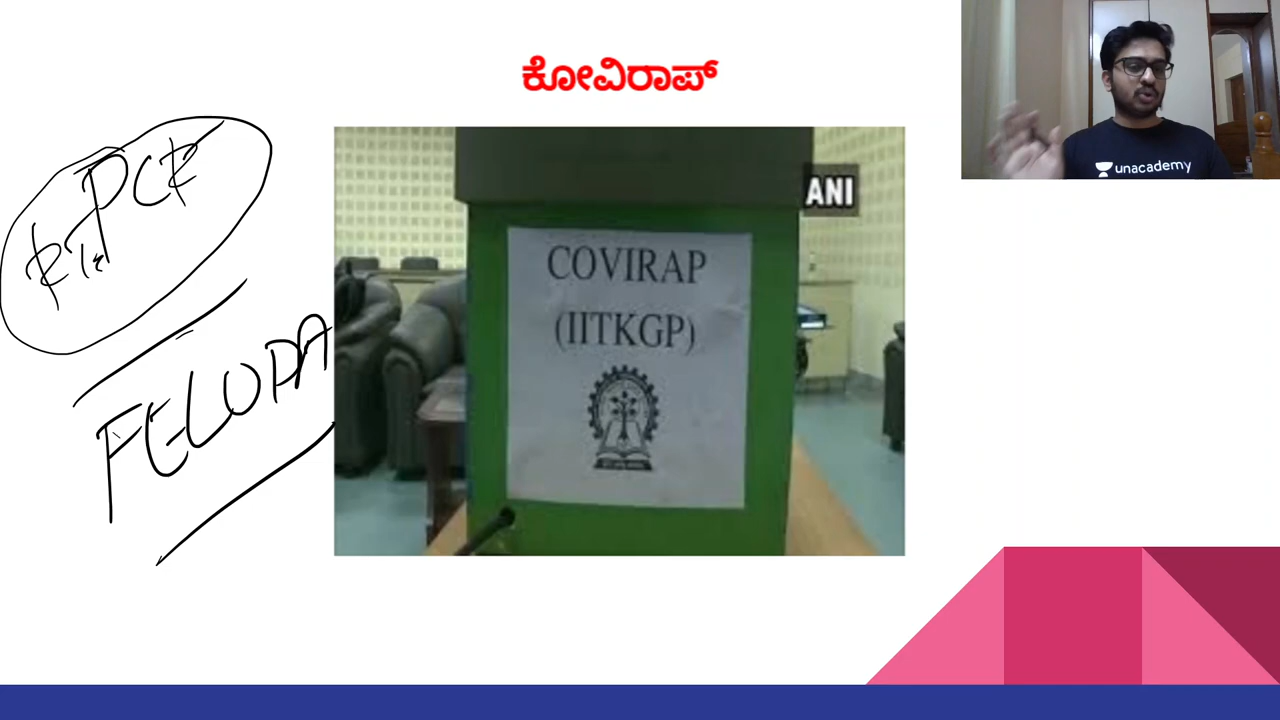 ಕೋವಿರಾಪ್
unacademy
RTPCR
ANI
COVIRAP
(IITKGP)
FELUDA